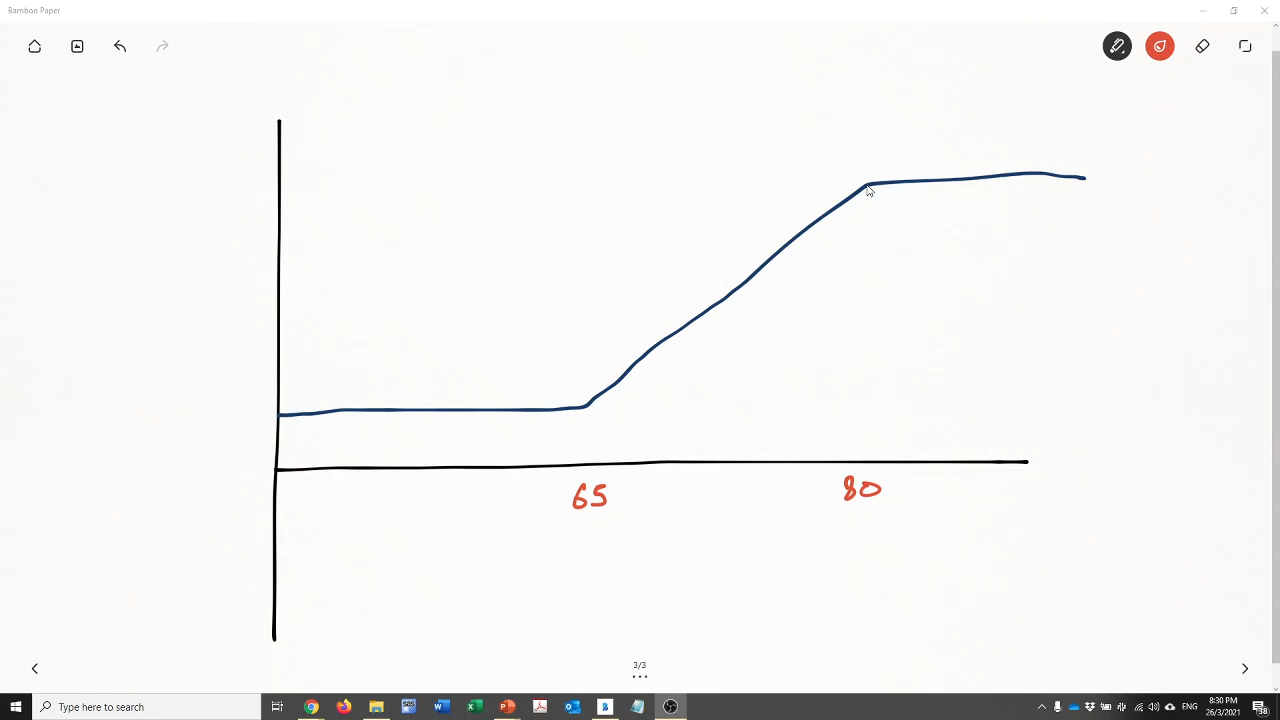 Bamboo Paper
65
80
3/3
Type here to search
ENG
8:30 PM
26/3/2021